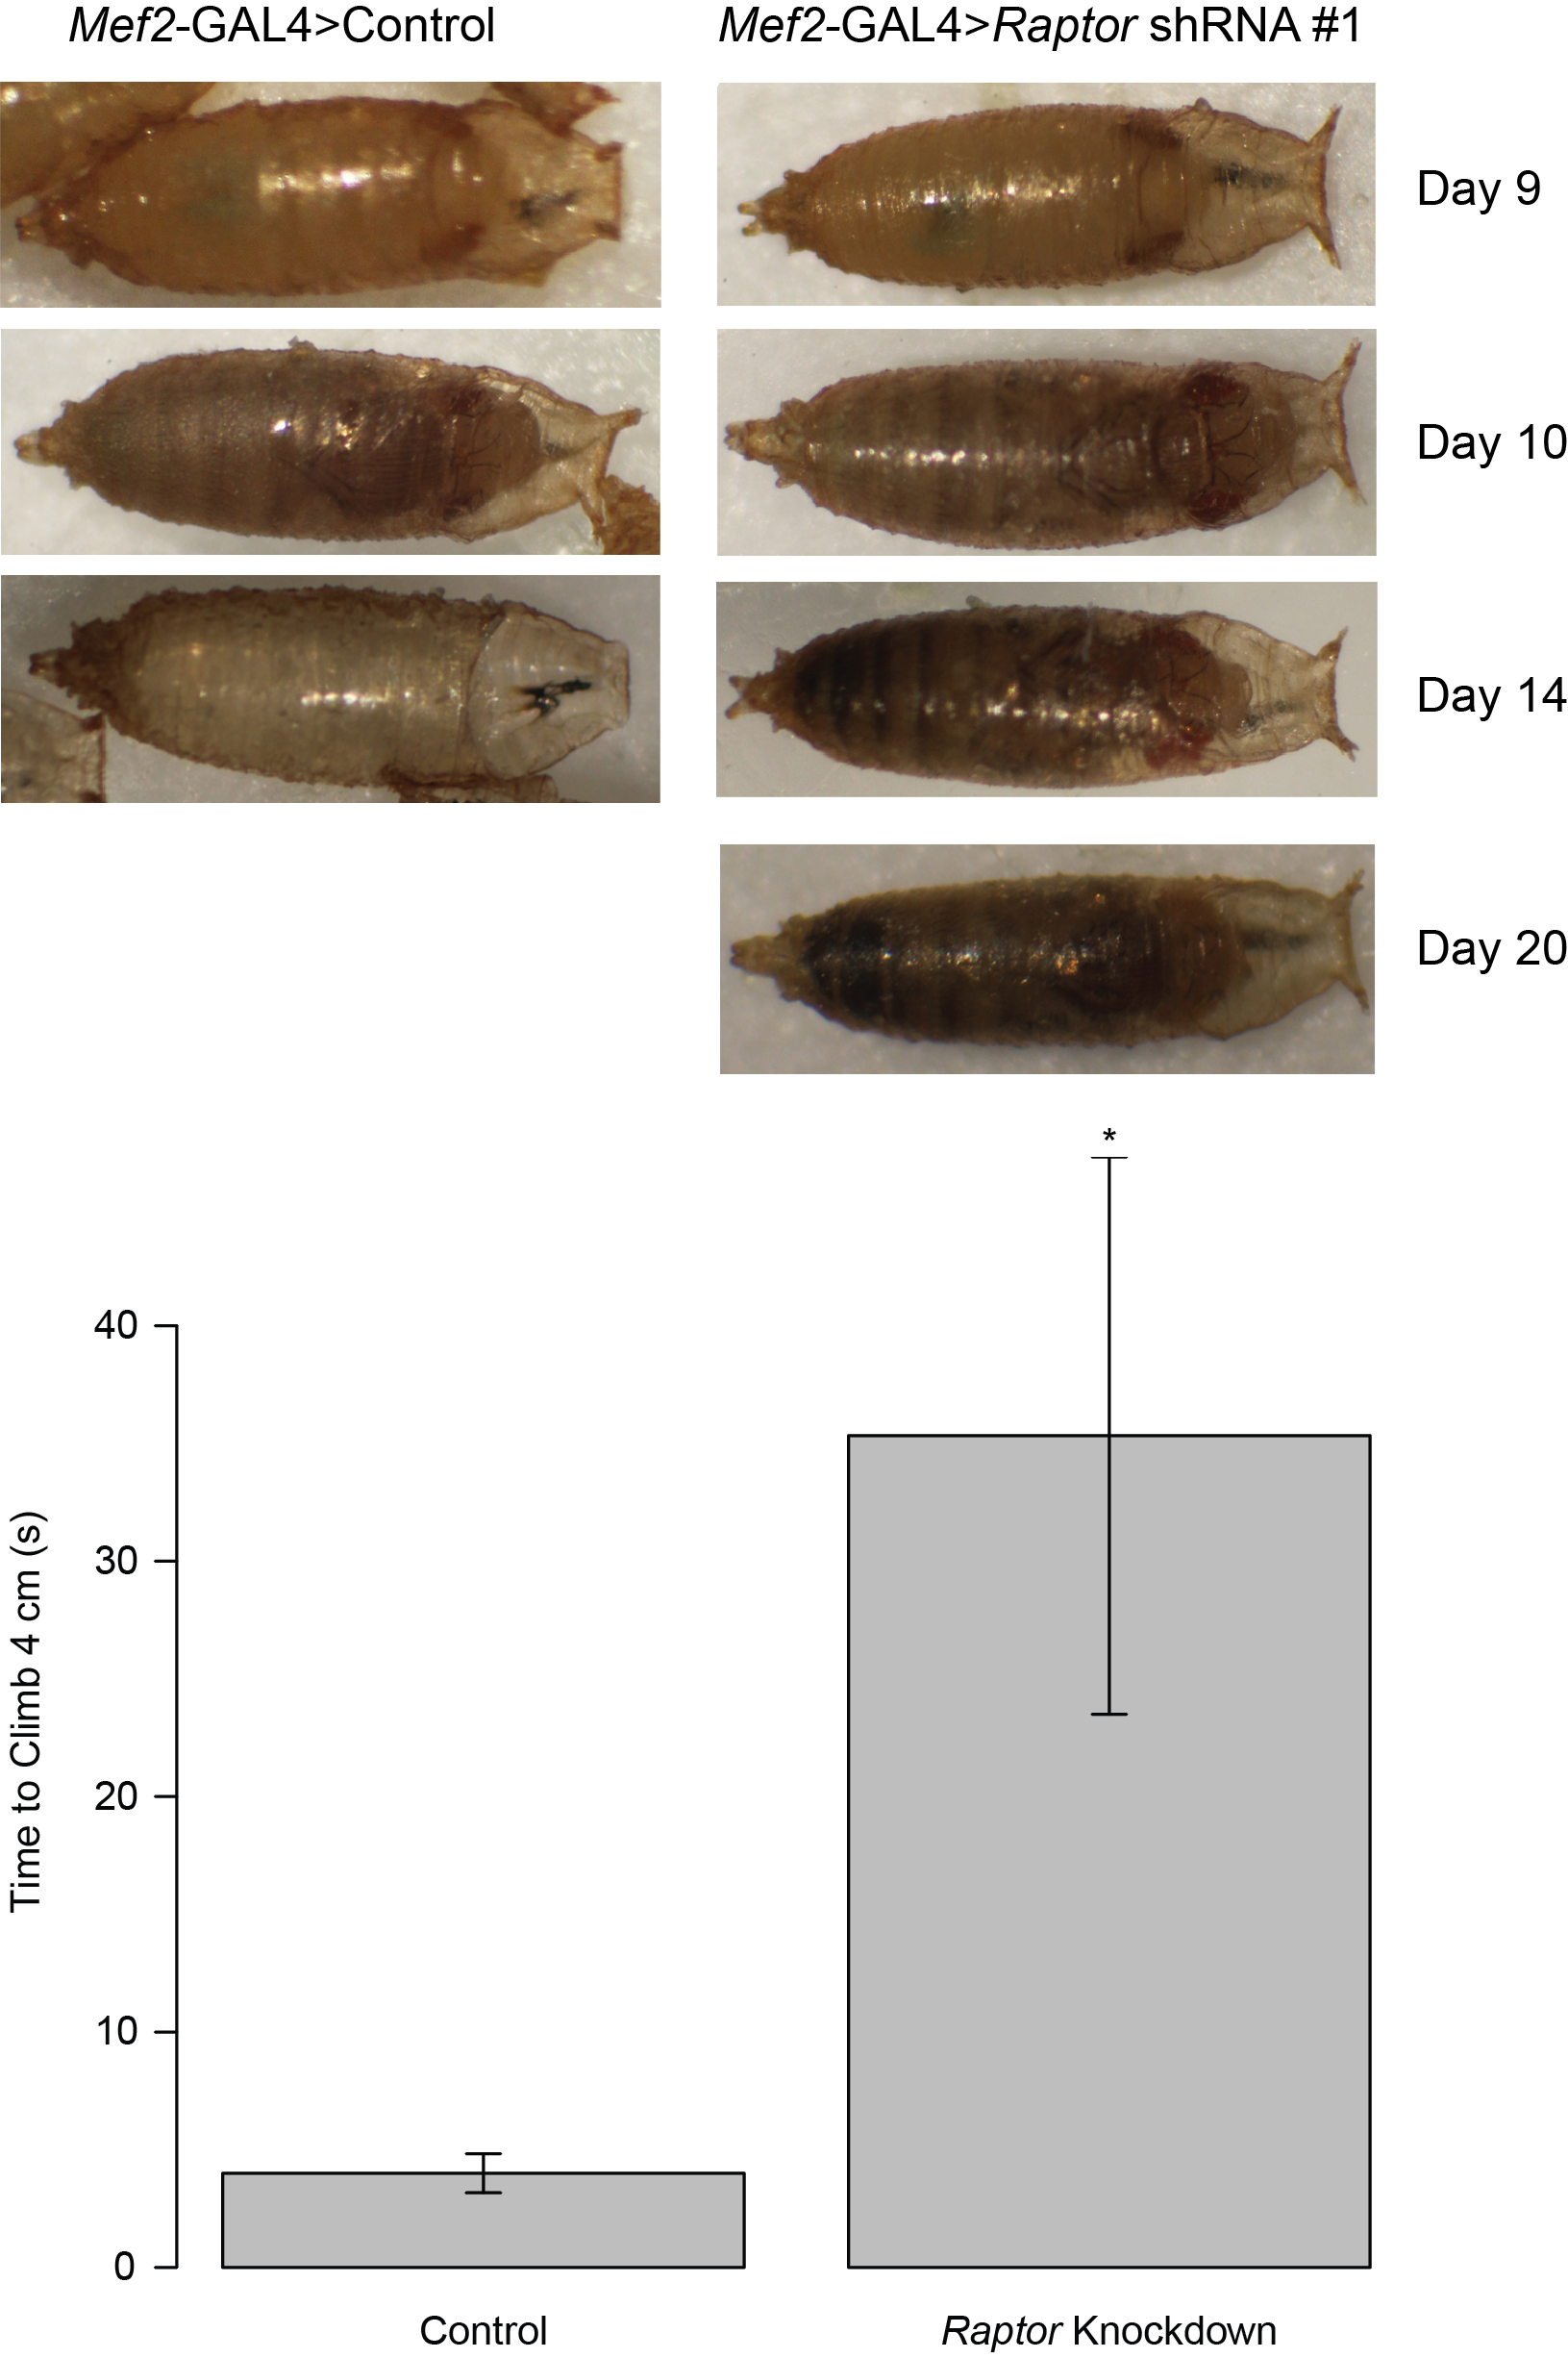 Mef2-GAL4>Control
Mef2-GAL4>Raptor shRNA #1
Day 9
Day 10
Day 14
Day 20
*
40
30
20
10
0
Time to Climb 4 cm (s)
Control
Raptor Knockdown